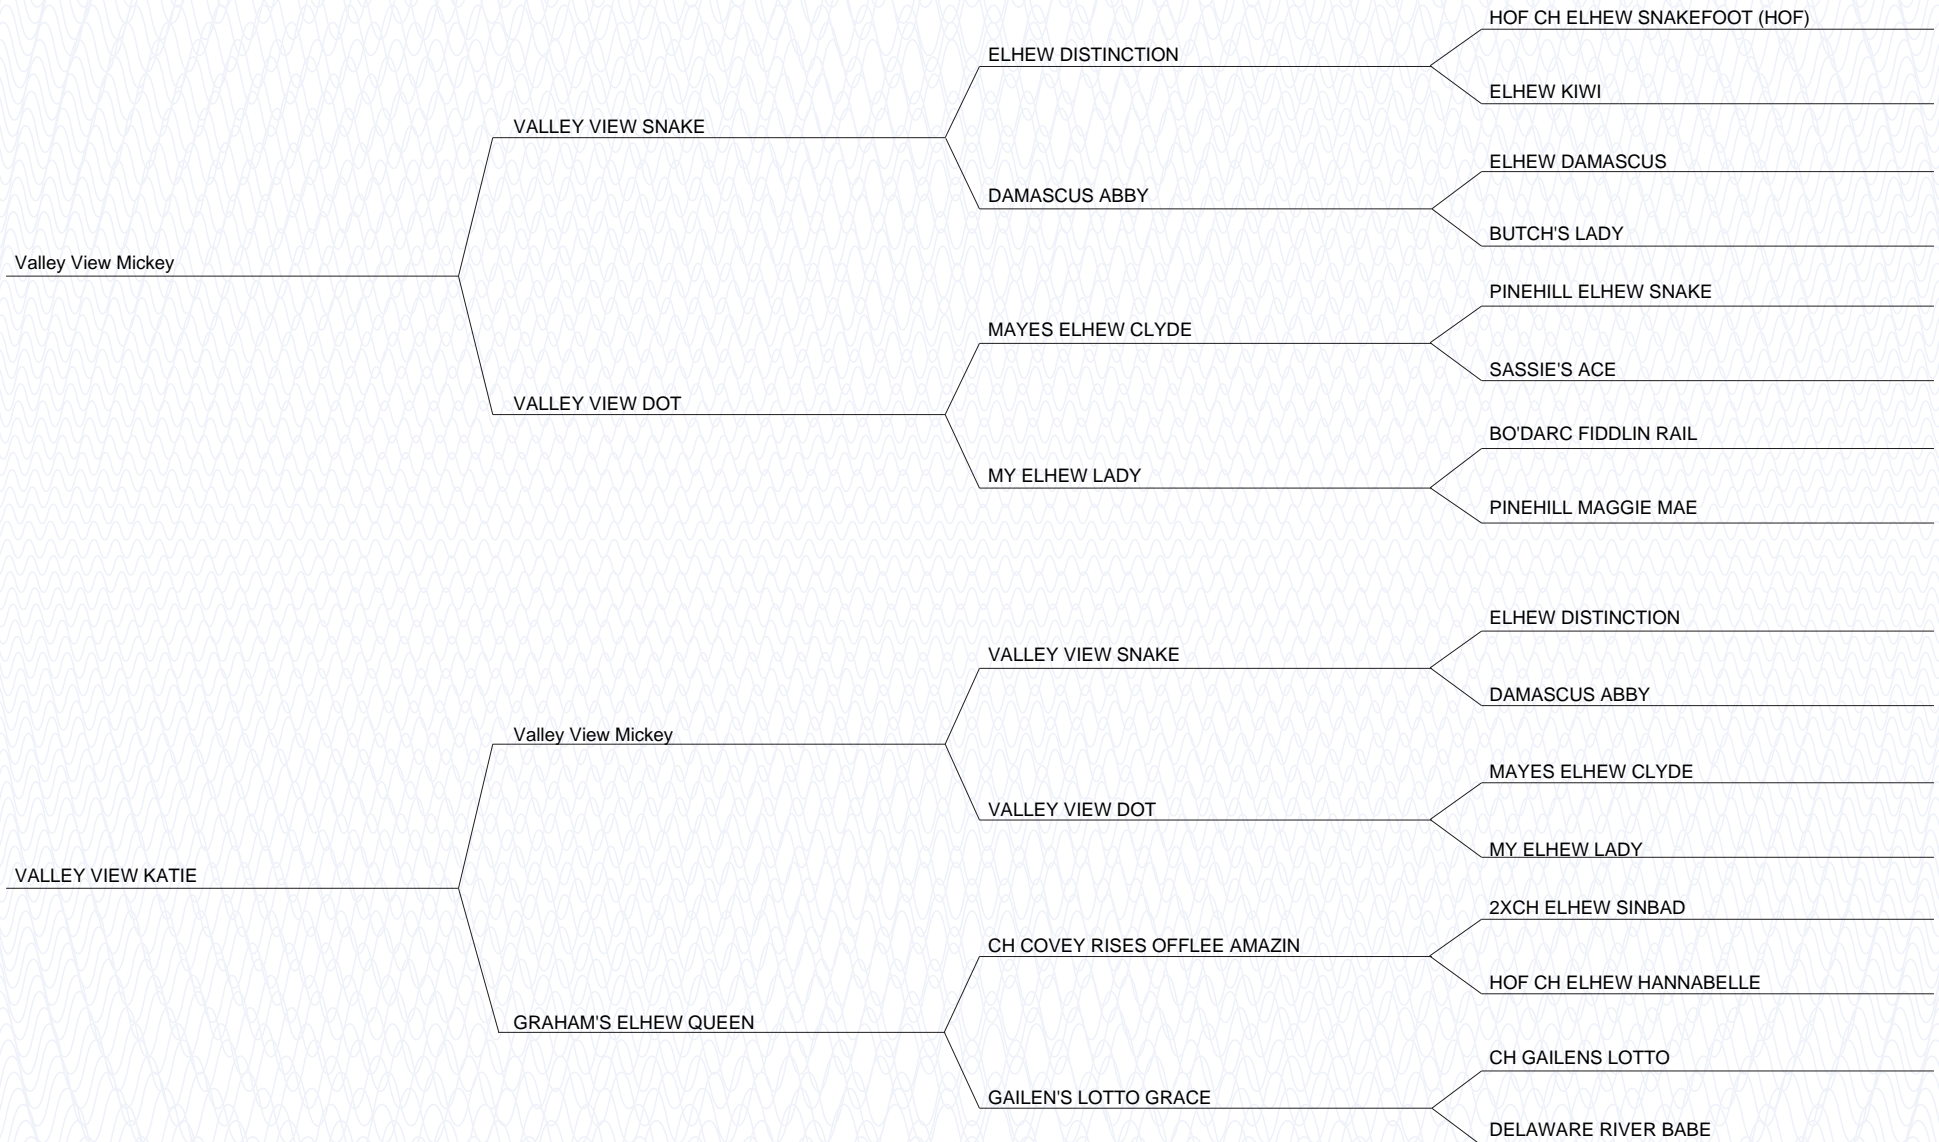 HOF CH ELHEW SNAKEFOOT (HOF)
ELHEW DISTINCTION
ELHEW KIWI
VALLEY VIEW SNAKE
ELHEW DAMASCUS
DAMASCUS ABBY
BUTCH'S LADY
Valley View Mickey
PINEHILL ELHEW SNAKE
MAYES ELHEW CLYDE
SASSIE'S ACE
VALLEY VIEW DOT
BO'DARC FIDDLIN RAIL
MY ELHEW LADY
PINEHILL MAGGIE MAE
ELHEW DISTINCTION
VALLEY VIEW SNAKE
DAMASCUS ABBY
Valley View Mickey
MAYES ELHEW CLYDE
VALLEY VIEW DOT
MY ELHEW LADY
VALLEY VIEW KATIE
2XCH ELHEW SINBAD
CH COVEY RISES OFFLEE AMAZIN
HOF CH ELHEW HANNABELLE
GRAHAM'S ELHEW QUEEN
CH GAILENS LOTTO
GAILEN'S LOTTO GRACE
DELAWARE RIVER BABE